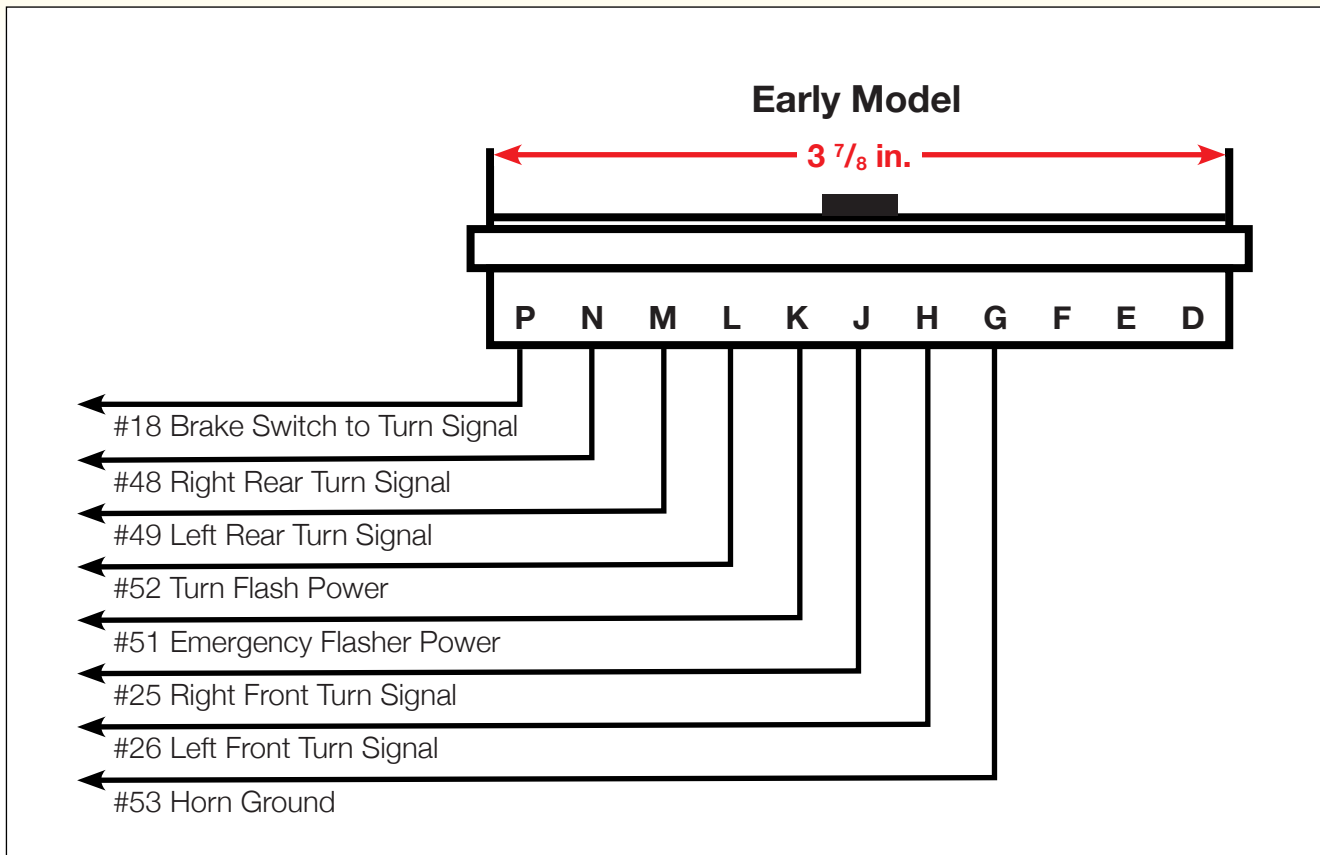 Early Model
3 7/8 in.
P N M L K J H G F E D
#18 Brake Switch to Turn Signal
#48 Right Rear Turn Signal
#49 Left Rear Turn Signal
#52 Turn Flash Power
#51 Emergency Flasher Power
#25 Right Front Turn Signal
#26 Left Front Turn Signal
#53 Horn Ground